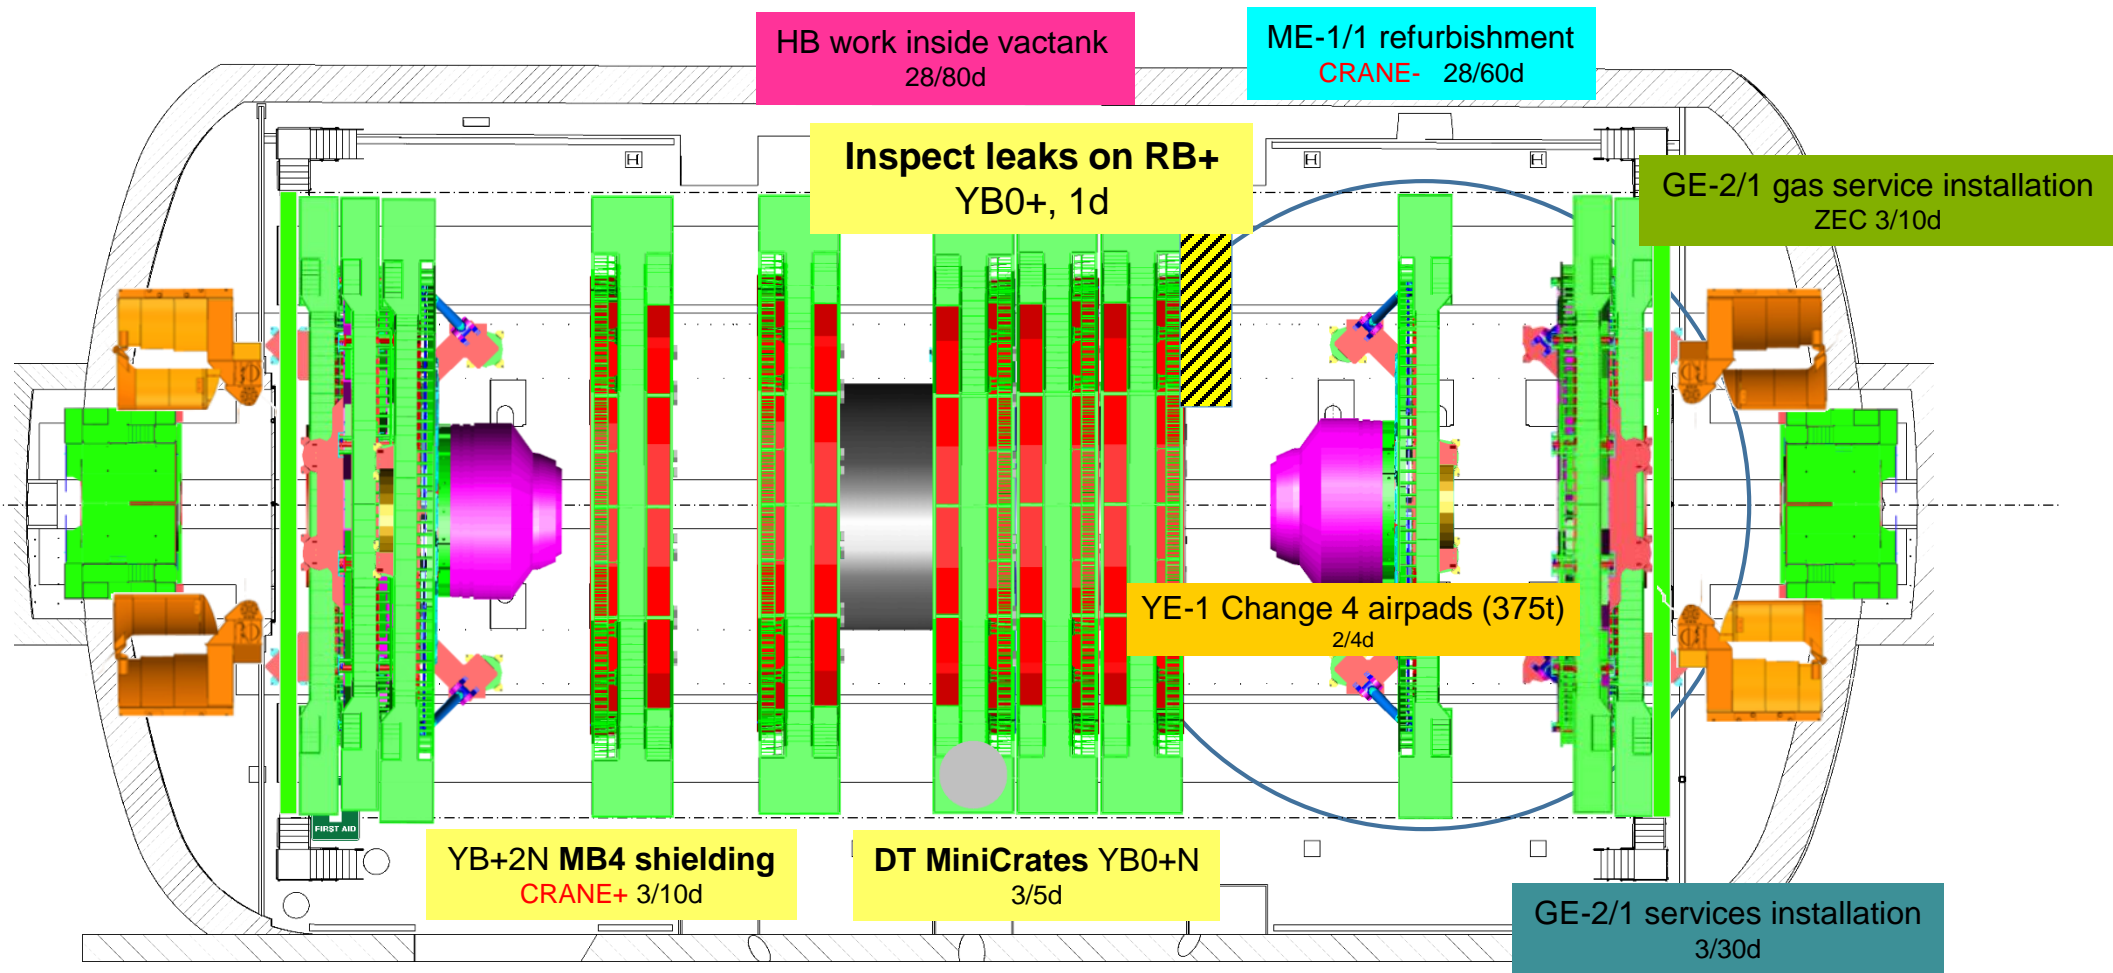 HB work inside vactank
28/80d
ME-1/1 refurbishment
CRANE- 28/60d
Inspect leaks on RB+
YB0+, 1d
H
H
H
GE-2/1 gas service installation
ZEC 3/10d
YE-1 Change 4 airpads (375t)
2/4d
FIRST AID
YB+2N MB4 shielding
CRANE+ 3/10d
DT MiniCrates YB0+N
3/5d
GE-2/1 services installation
3/30d